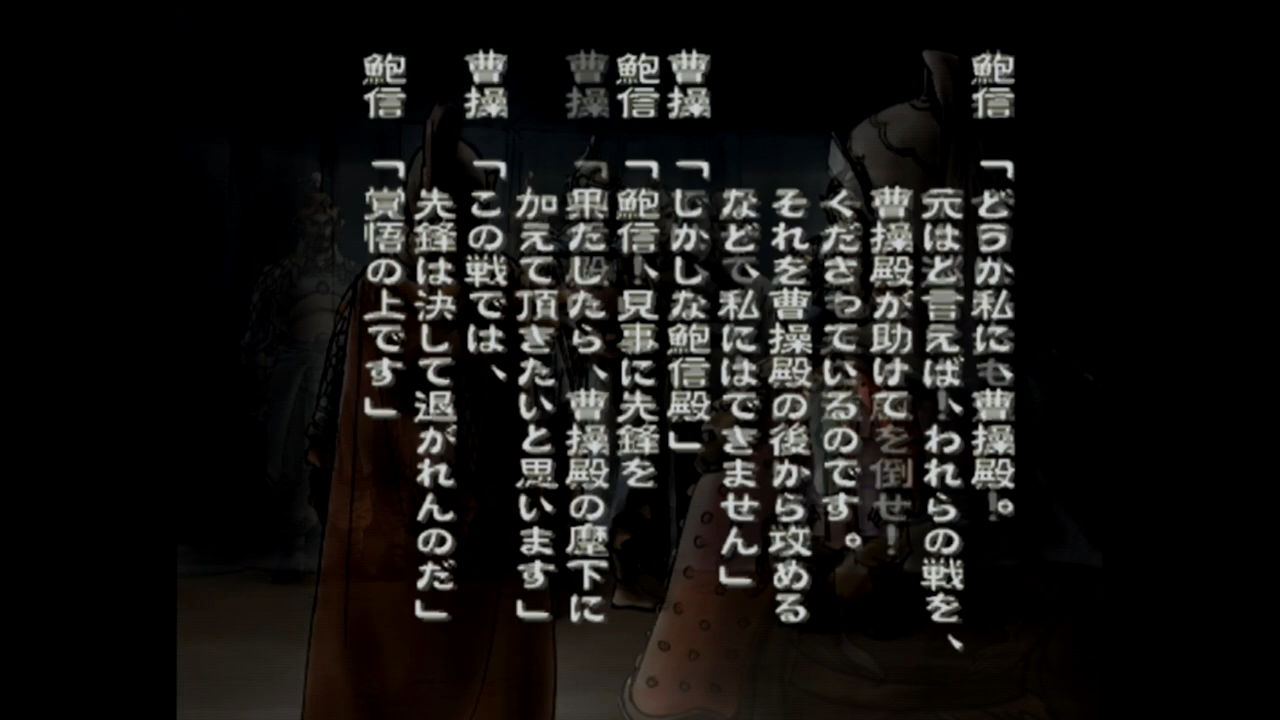 鮑信「どうか私にも曹操殿。
元はと言えば、われらの戦を、
曹操殿が助けて
くださっているのです。
それを曹操殿の後から攻める
などで、私にはできません」
曹操「しかしな鮑信殿」
鮑信「鮑信、見事に先鋒を
果たしたら、曹操殿の麾下に
加えて頂きたいと思います」
曹操「この戦では、
先鋒は決して退がれんのだ」
鮑信「覚悟の上です」